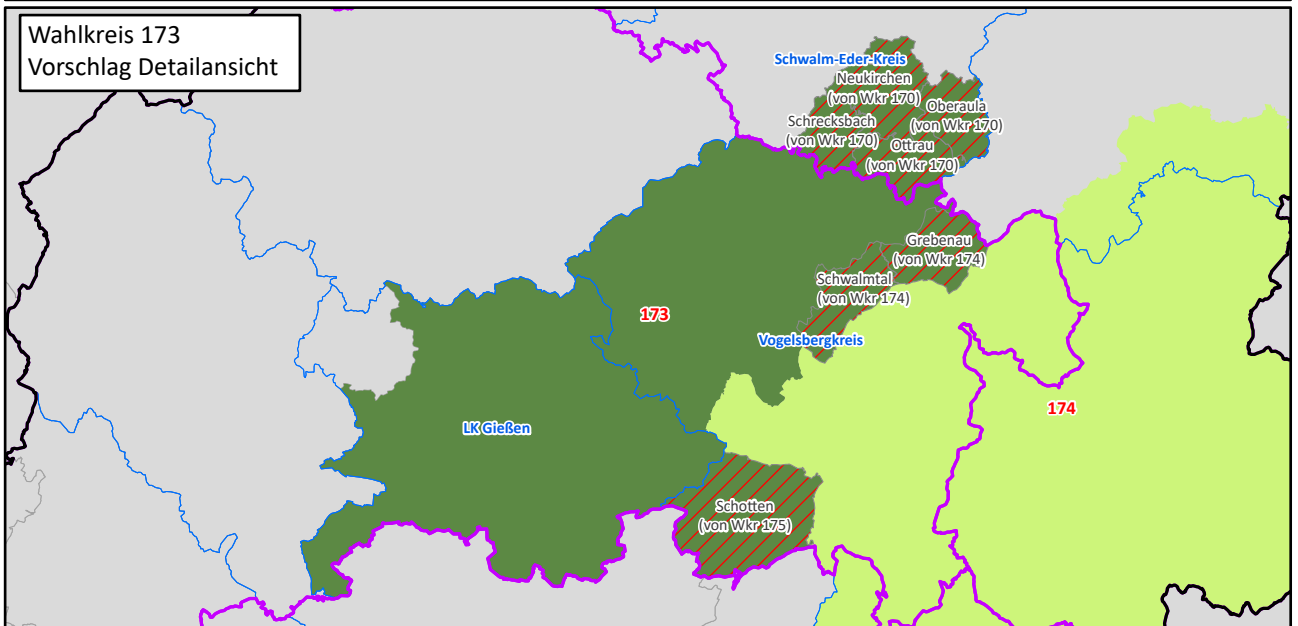 Wahlkreis 173
Vorschlag Detailansicht
Schwalm-Eder-Kreis
Neukirchen
(von Wkr 170)
Oberaula
(von Wkr 170)
Schrecksbach
(von Wkr 170)
Ottrau
(von Wkr 170)
Grebenau
(von Wkr 174)
Schwalmtal
(von Wkr 174)
173
Vogelsbergkreis
174
LK Gießen
Schotten
(von Wkr 175)